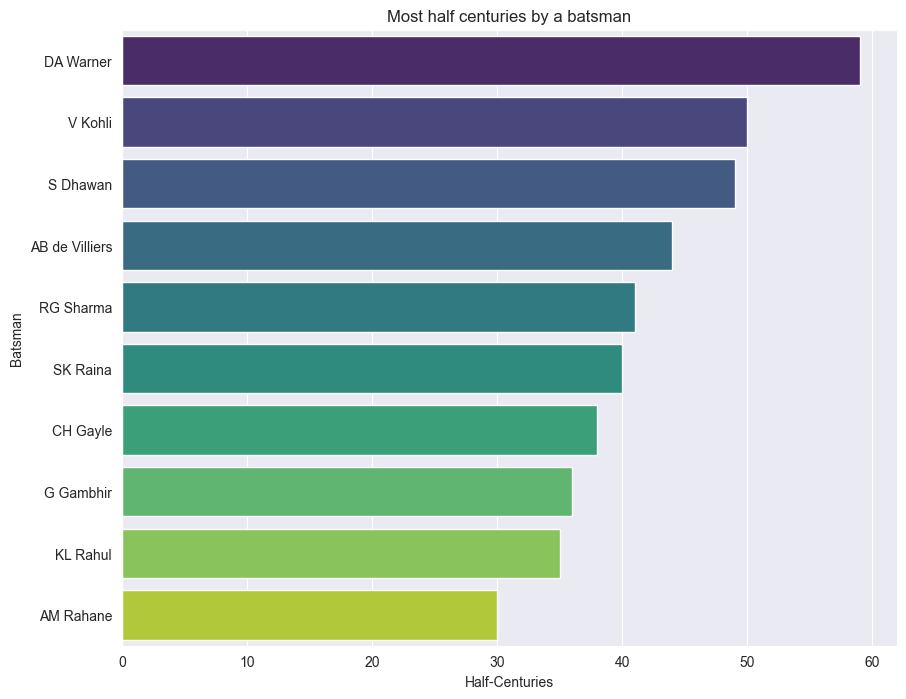 Most half centuries by a batsman
Batsman
DA Warner
V Kohli
S Dhawan
AB de Villiers
RG Sharma
SK Raina
CH Gayle
G Gambhir
KL Rahul
AM Rahane
0 10 20 30 40 50 60
Half-Centuries